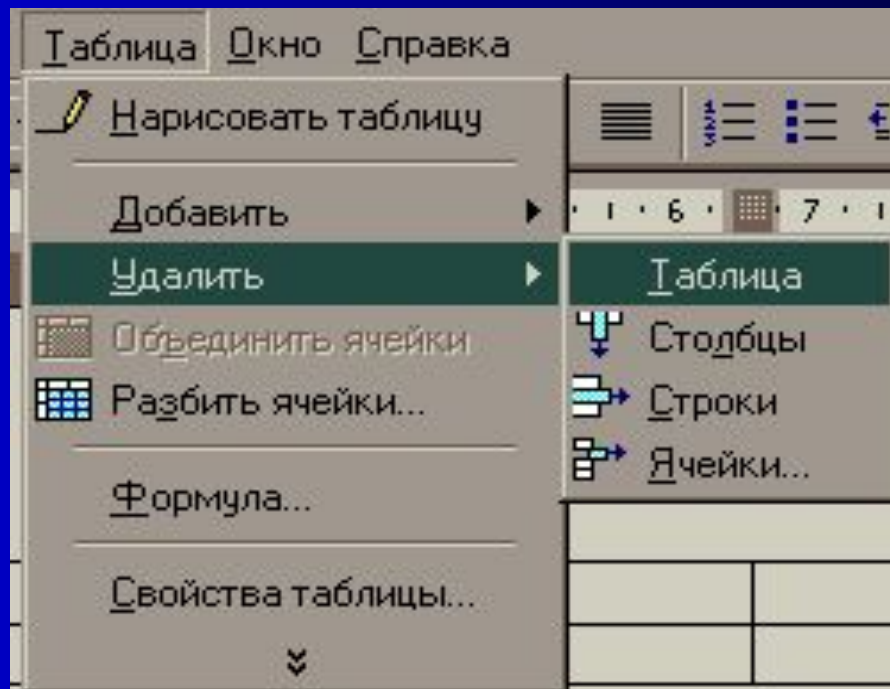 Таблица Окно Справка
Нарисовать таблицу
Добавить
6 7
Удалить
Таблица
Объединить ячейки
Столбцы
Разбить ячейки...
Строки
Ячейки...
Формула...
Свойства таблицы...